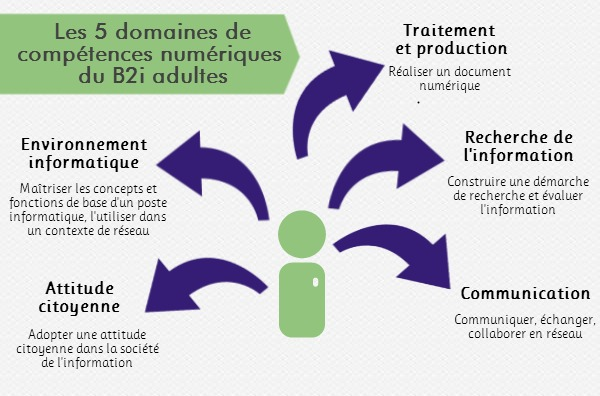 Les 5 domaines de
compétences numériques
du B2i adultes
Traitement
et production
Réaliser un document
numérique
.
Environnement
informatique
Maîtriser les concepts et
fonctions de base d'un poste
informatique, l'utiliser dans
un contexte de réseau
Recherche de
l'information
Construire une démarche
de recherche et évaluer
l'information
Attitude
citoyenne
Adopter une attitude
citoyenne dans la société
de l'information
Communication
Communiquer, échanger,
collaborer en réseau